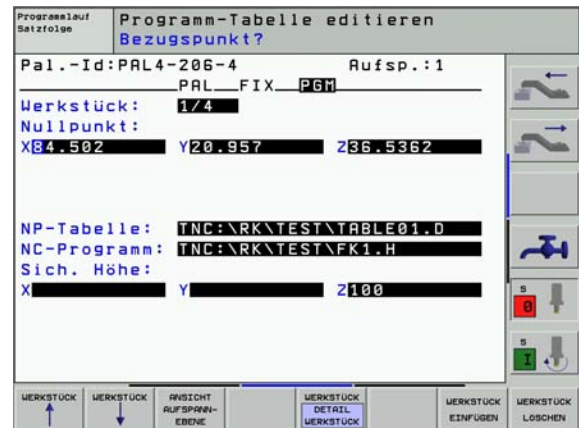 Programmlauf
Satzfolge
Programm-Tabelle editieren
Bezugspunkt?
Pal.-Id:PAL4-206-4 Aufsp.:1
PAL FIX PGM
Werkstück: 1/4
Nullpunkt:
X84.502 Y20.957 Z36.5362
NP-Tabelle: TNC:\RK\TEST\TABLE01.D
NC-Programm: TNC:\RK\TEST\FK1.H
Sich. Höhe:
X Y Z100
S
0
S
I
WERKSTÜCK
WERKSTÜCK
ANSICHT
AUFSPANN-
EBENE
WERKSTÜCK
DETAIL
WERKSTÜCK
WERKSTÜCK
EINFÜGEN
WERKSTÜCK
LÖSCHEN